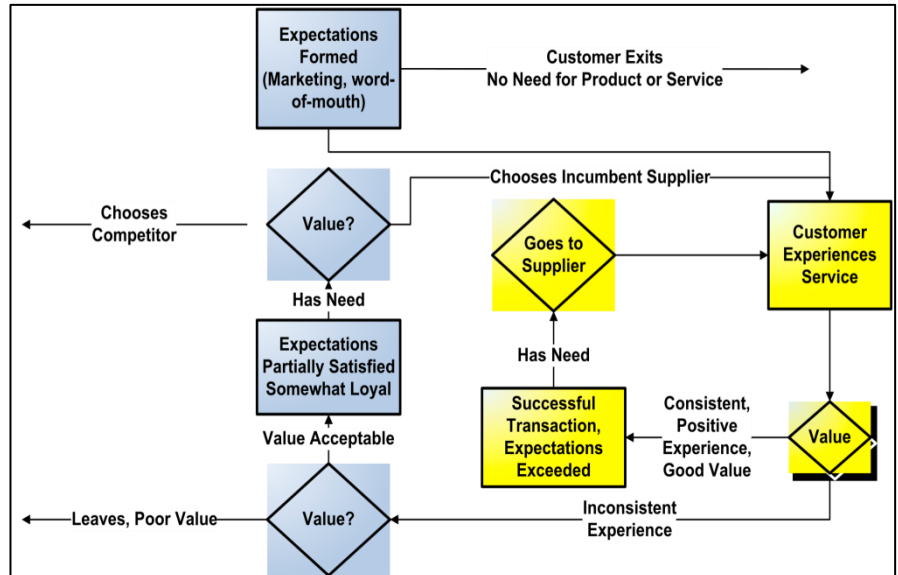 Expectations
Formed
(Marketing, word-
of-mouth)
Customer Exits
No Need for Product or Service
Chooses Incumbent Supplier
Chooses
Competitor
Value?
Goes to
Supplier
Customer
Experiences
Service
Has Need
Expectations
Partially Satisfied
Somewhat Loyal
Has Need
Successful
Transaction,
Expectations
Exceeded
Consistent,
Positive
Experience,
Good Value
Value
Value Acceptable
Leaves, Poor Value
Value?
Inconsistent
Experience